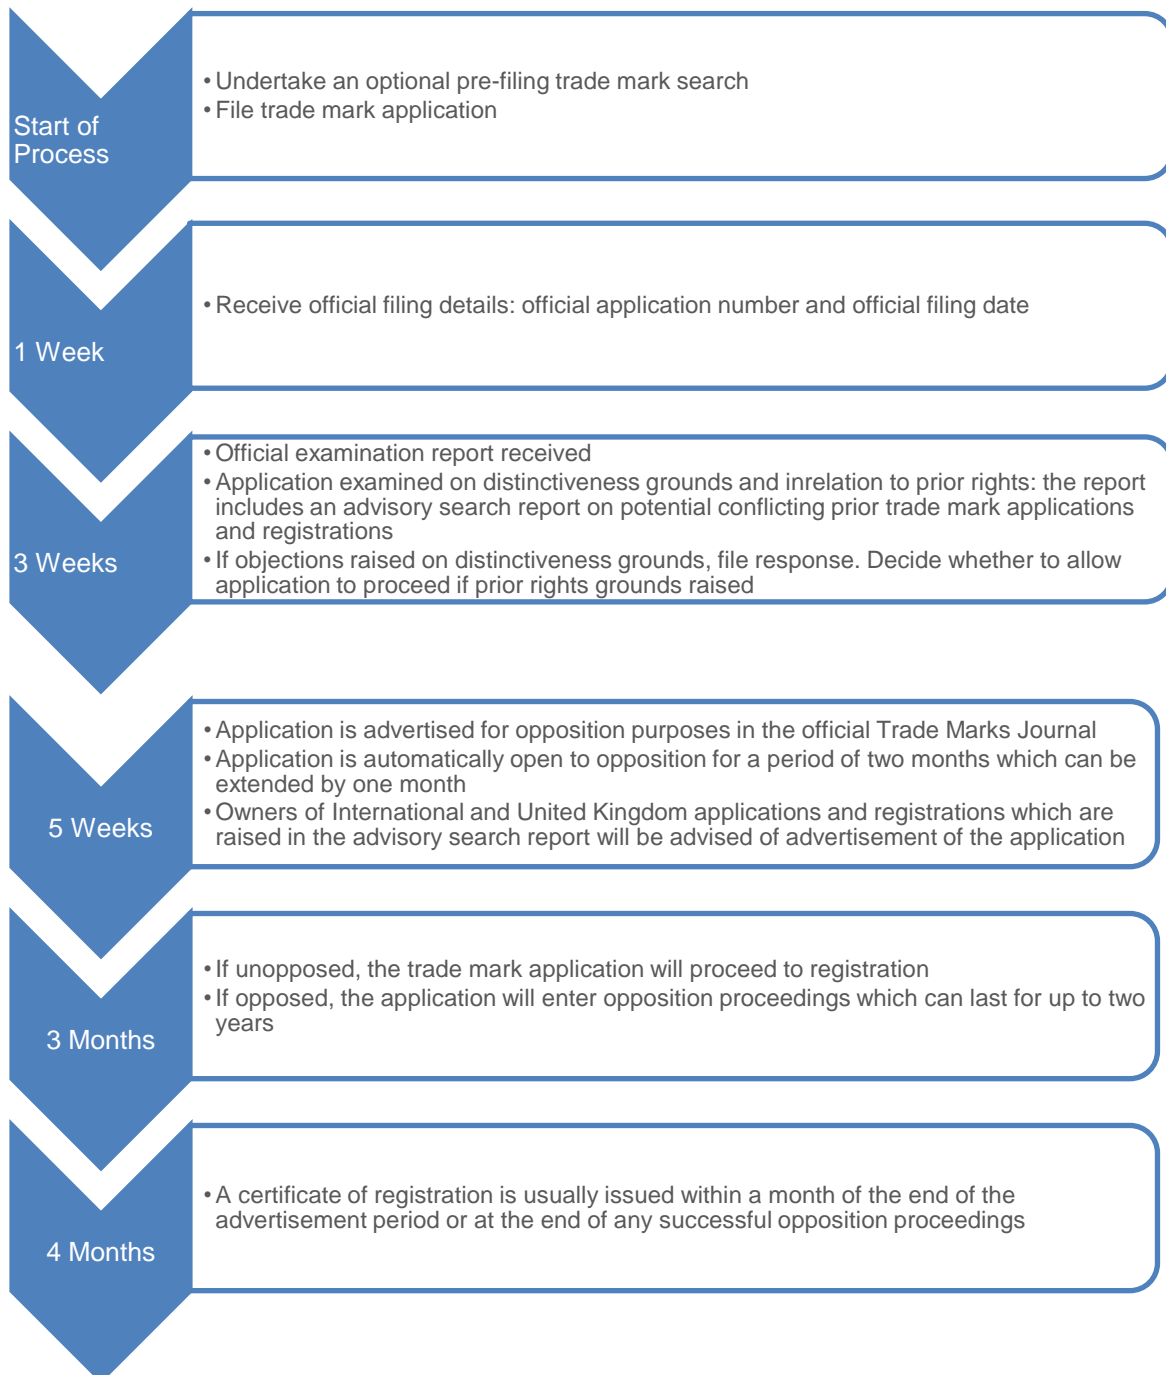 Start of
Process
• Undertake an optional pre-filing trade mark search
• File trade mark application
1 Week
• Receive official filing details: official application number and official filing date
3 Weeks
• Official examination report received
• Application examined on distinctiveness grounds and inrelation to prior rights: the report
includes an advisory search report on potential conflicting prior trade mark applications
and registrations
• If objections raised on distinctiveness grounds, file response. Decide whether to allow
application to proceed if prior rights grounds raised
5 Weeks
• Application is advertised for opposition purposes in the official Trade Marks Journal
• Application is automatically open to opposition for a period of two months which can be
extended by one month
• Owners of International and United Kingdom applications and registrations which are
raised in the advisory search report will be advised of advertisement of the application
3 Months
• If unopposed, the trade mark application will proceed to registration
• If opposed, the application will enter opposition proceedings which can last for up to two
years
4 Months
• A certificate of registration is usually issued within a month of the end of the
advertisement period or at the end of any successful opposition proceedings